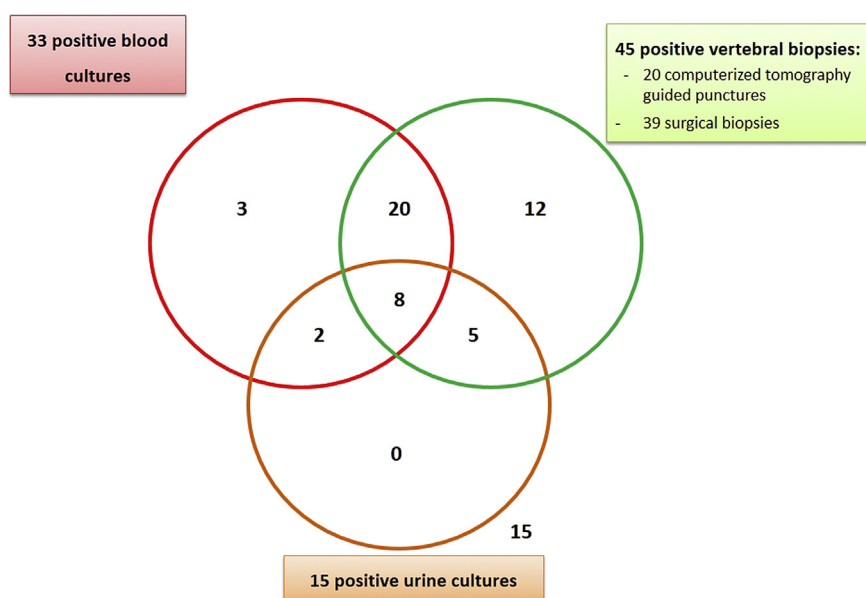 33 positive blood
cultures
45 positive vertebral biopsies:
- 20 computerized tomography
guided punctures
- 39 surgical biopsies
3
20
12
8
2
5
0
15
15 positive urine cultures